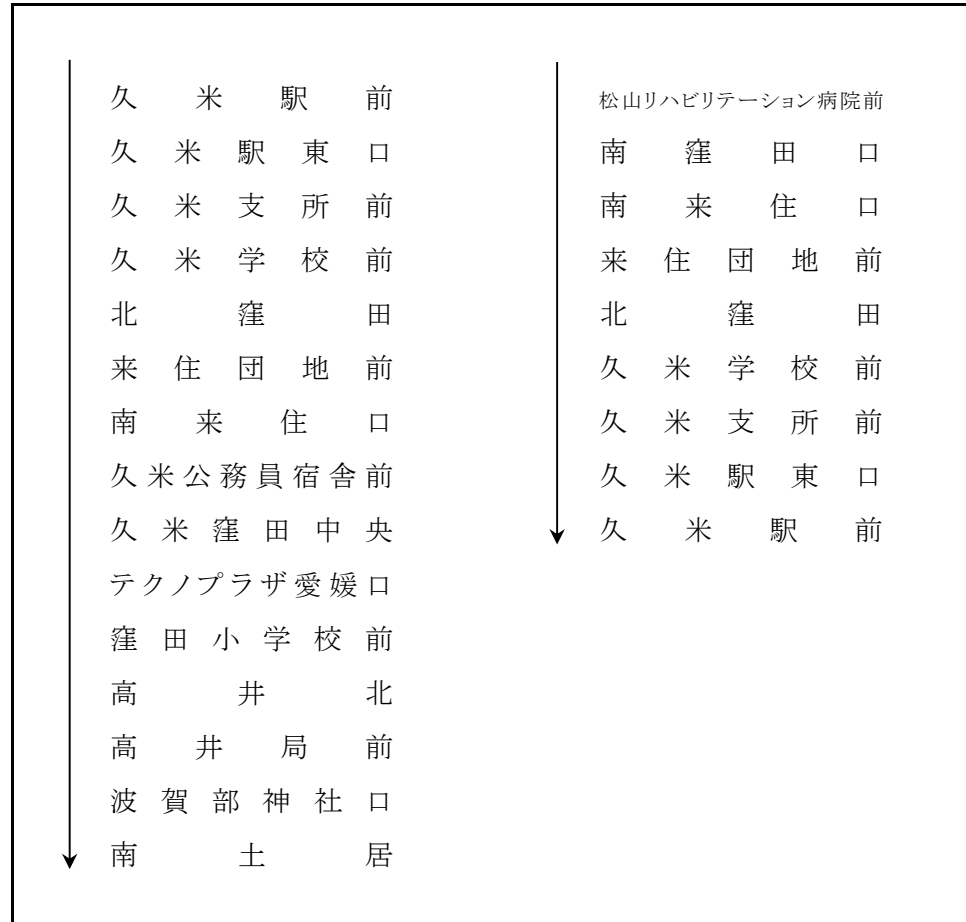 久米駅前
久米駅東口
久米支所前
久米学校前
北窪田
来住団地前
南来住口
久米公務員宿舎前
久米窪田中央
テクノプラザ愛媛口
窪田小学校前
高井北
高井局前
波賀部神社口
南土居
松山リハビリテーション病院前
南窪田口
南来住口
来住団地前
北窪田
久米学校前
久米支所前
久米駅東口
久米駅前